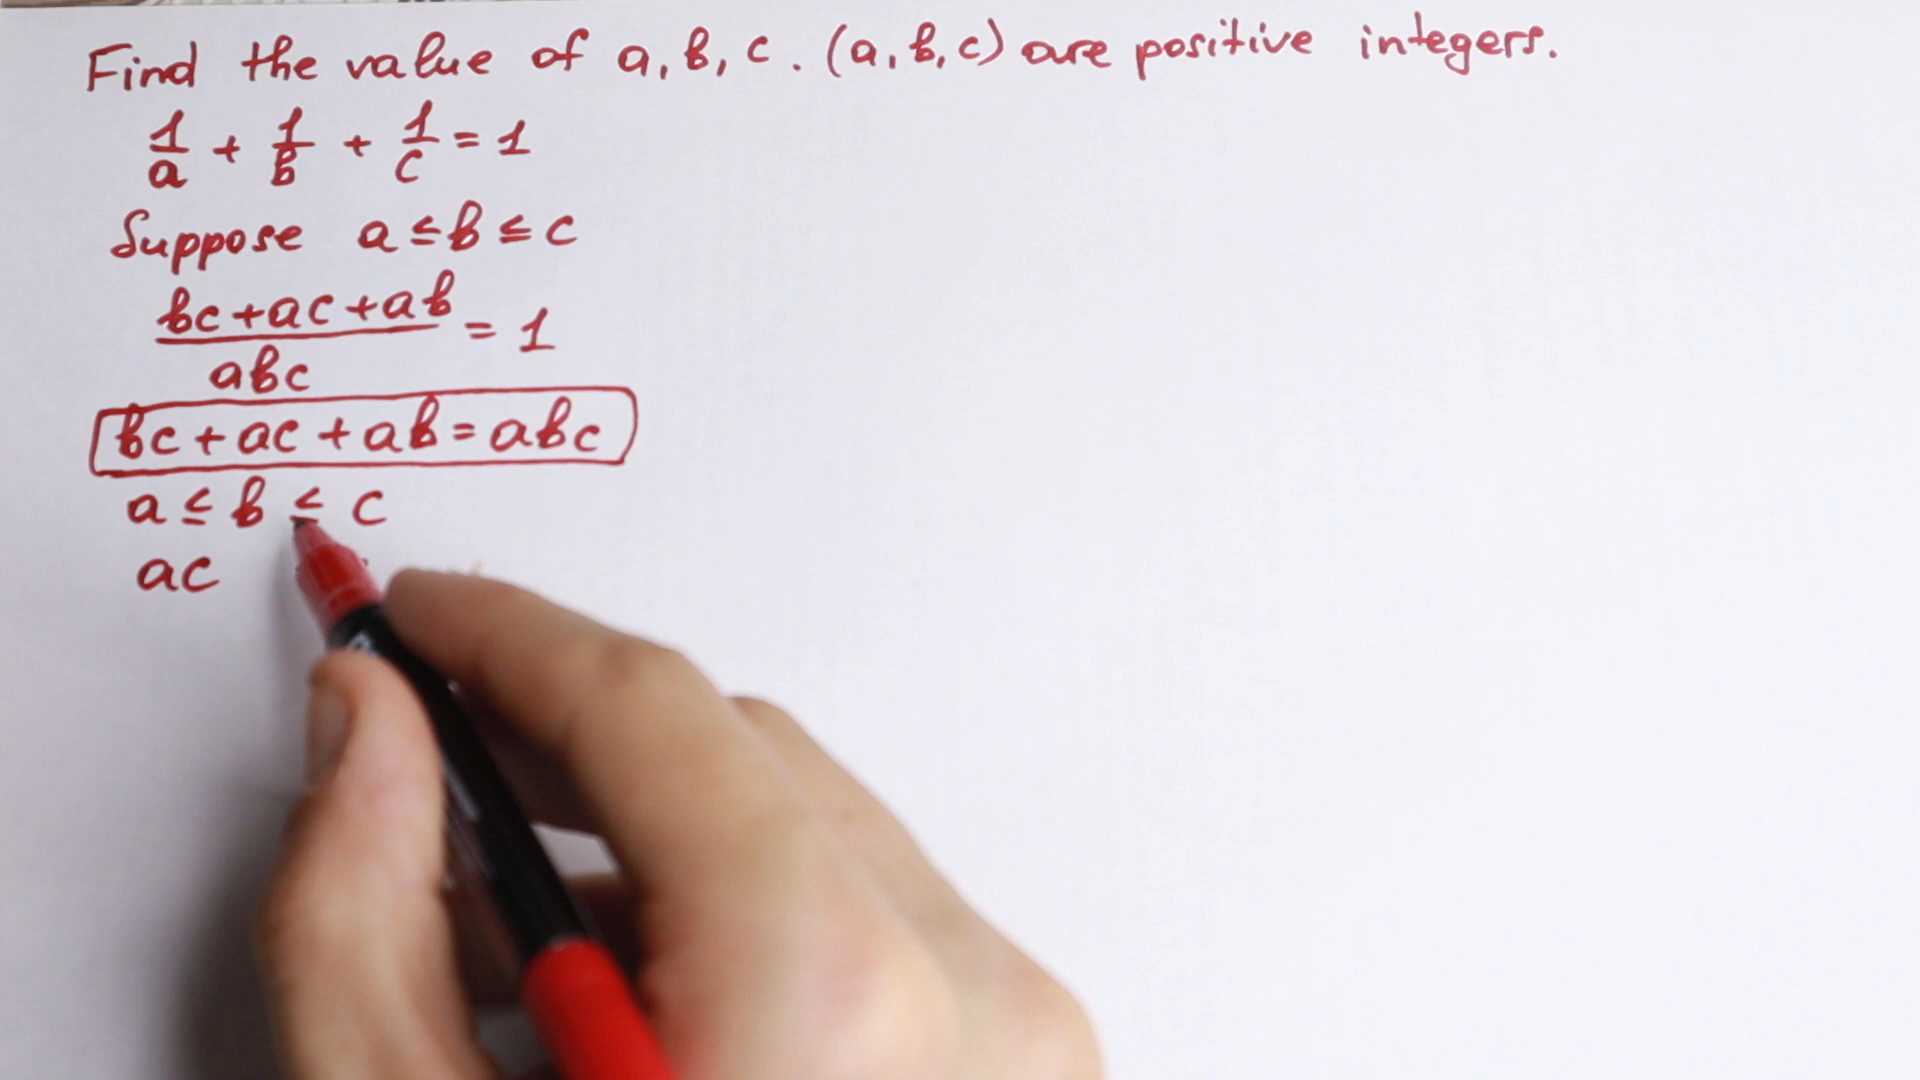 Find the value of a, b, c. (a, b, c) are positive integers.
1/a + 1/b + 1/c = 1
Suppose a ≤ b ≤ c
(bc + ac + ab)/abc = 1
bc + ac + ab = abc
a ≤ b ≤ c
ac